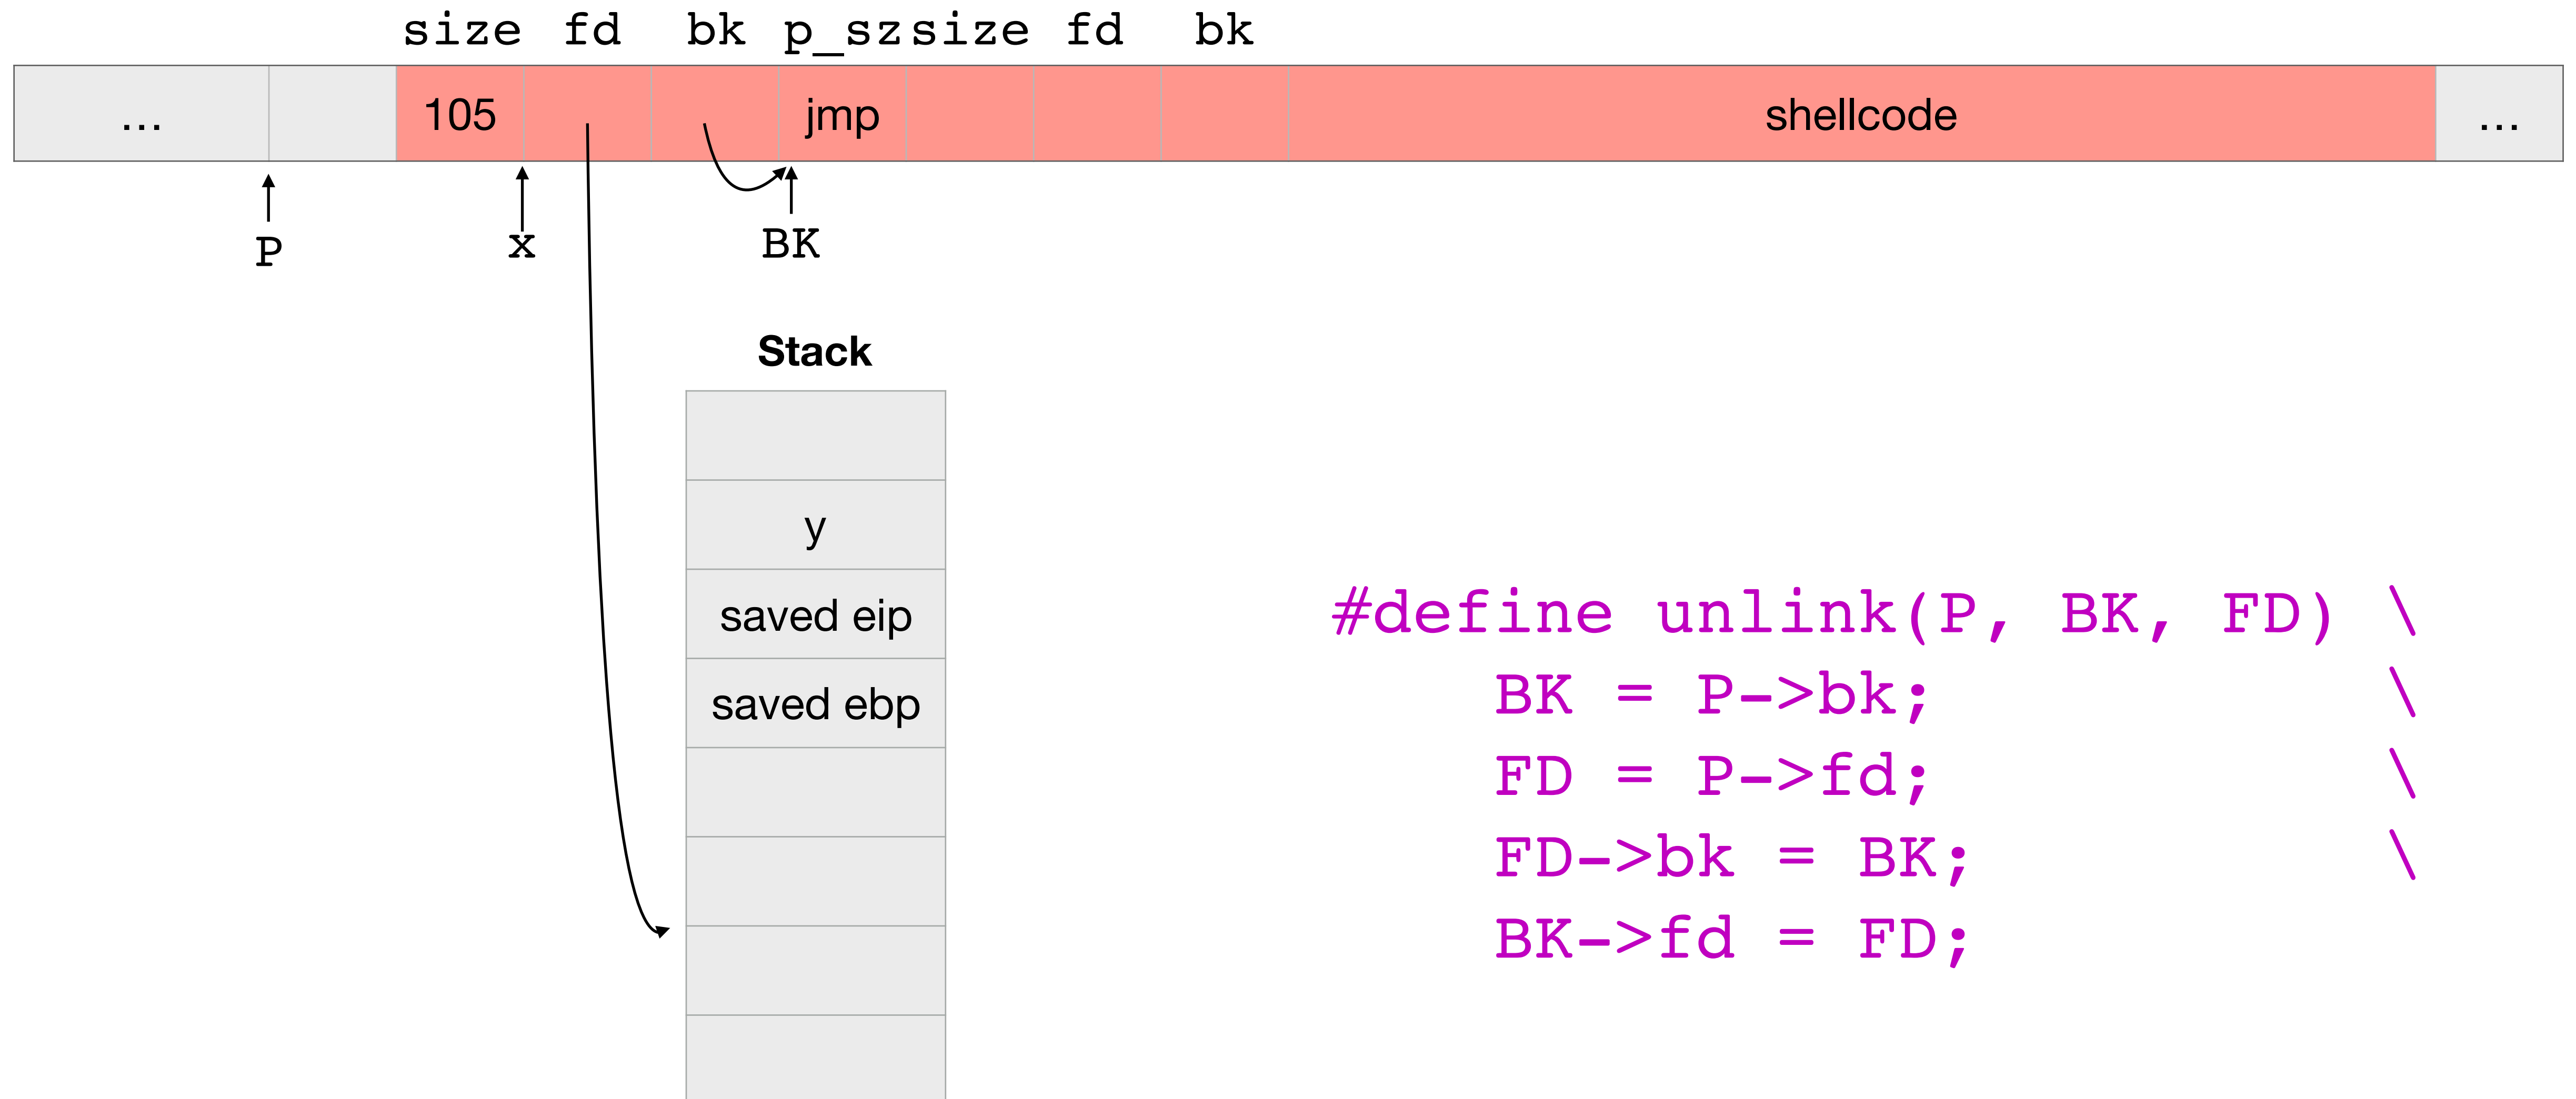 size fd bk p_sz size fd bk
... 105 jmp shellcode ...
P x BK
Stack
y
saved eip
saved ebp
#define unlink(P, BK, FD) \
BK = P->bk; \
FD = P->fd; \
FD->bk = BK; \
BK->fd = FD;